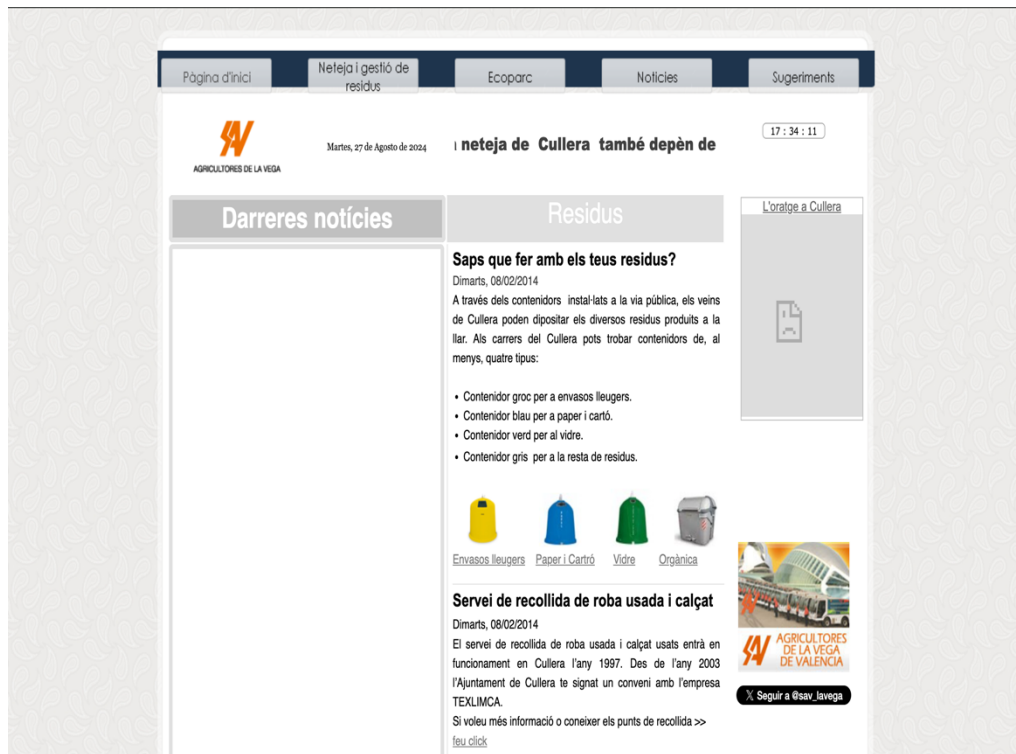 Pàgina d'inici
Neteja i gestió de
residus
Ecoparc
Noticies
Sugeriments
AGRICULTORES DE LA VEGA
Martes, 27 de Agosto de 2024
neteja de Cullera també depèn de
17 : 34 : 11
Darreres notícies
Residus
Saps que fer amb els teus residus?
Dimarts, 08/02/2014
A través dels contenidors instal·lats a la via pública, els veins
de Cullera poden dipositar els diversos residus produits a la
llar. Als carrers del Cullera pots trobar contenidors de, al
menys, quatre tipus:
• Contenidor groc per a envasos lleugers.
• Contenidor blau per a paper i cartó.
• Contenidor verd per al vidre.
• Contenidor gris per a la resta de residus.
Envasos lleugers Paper i Cartró Vidre Orgànica
Servei de recollida de roba usada i calçat
Dimarts, 08/02/2014
El servei de recollida de roba usada i calçat usats entrà en
funcionament en Cullera l'any 1997. Des de l'any 2003
l'Ajuntament de Cullera te signat un conveni amb l'empresa
TEXLIMCA.
Si voleu més informació o coneixer els punts de recollida >>
feu click
L'oratge a Cullera
AGRICULTORES
DE LA VEGA
DE VALENCIA
Seguir a @sav_lavega